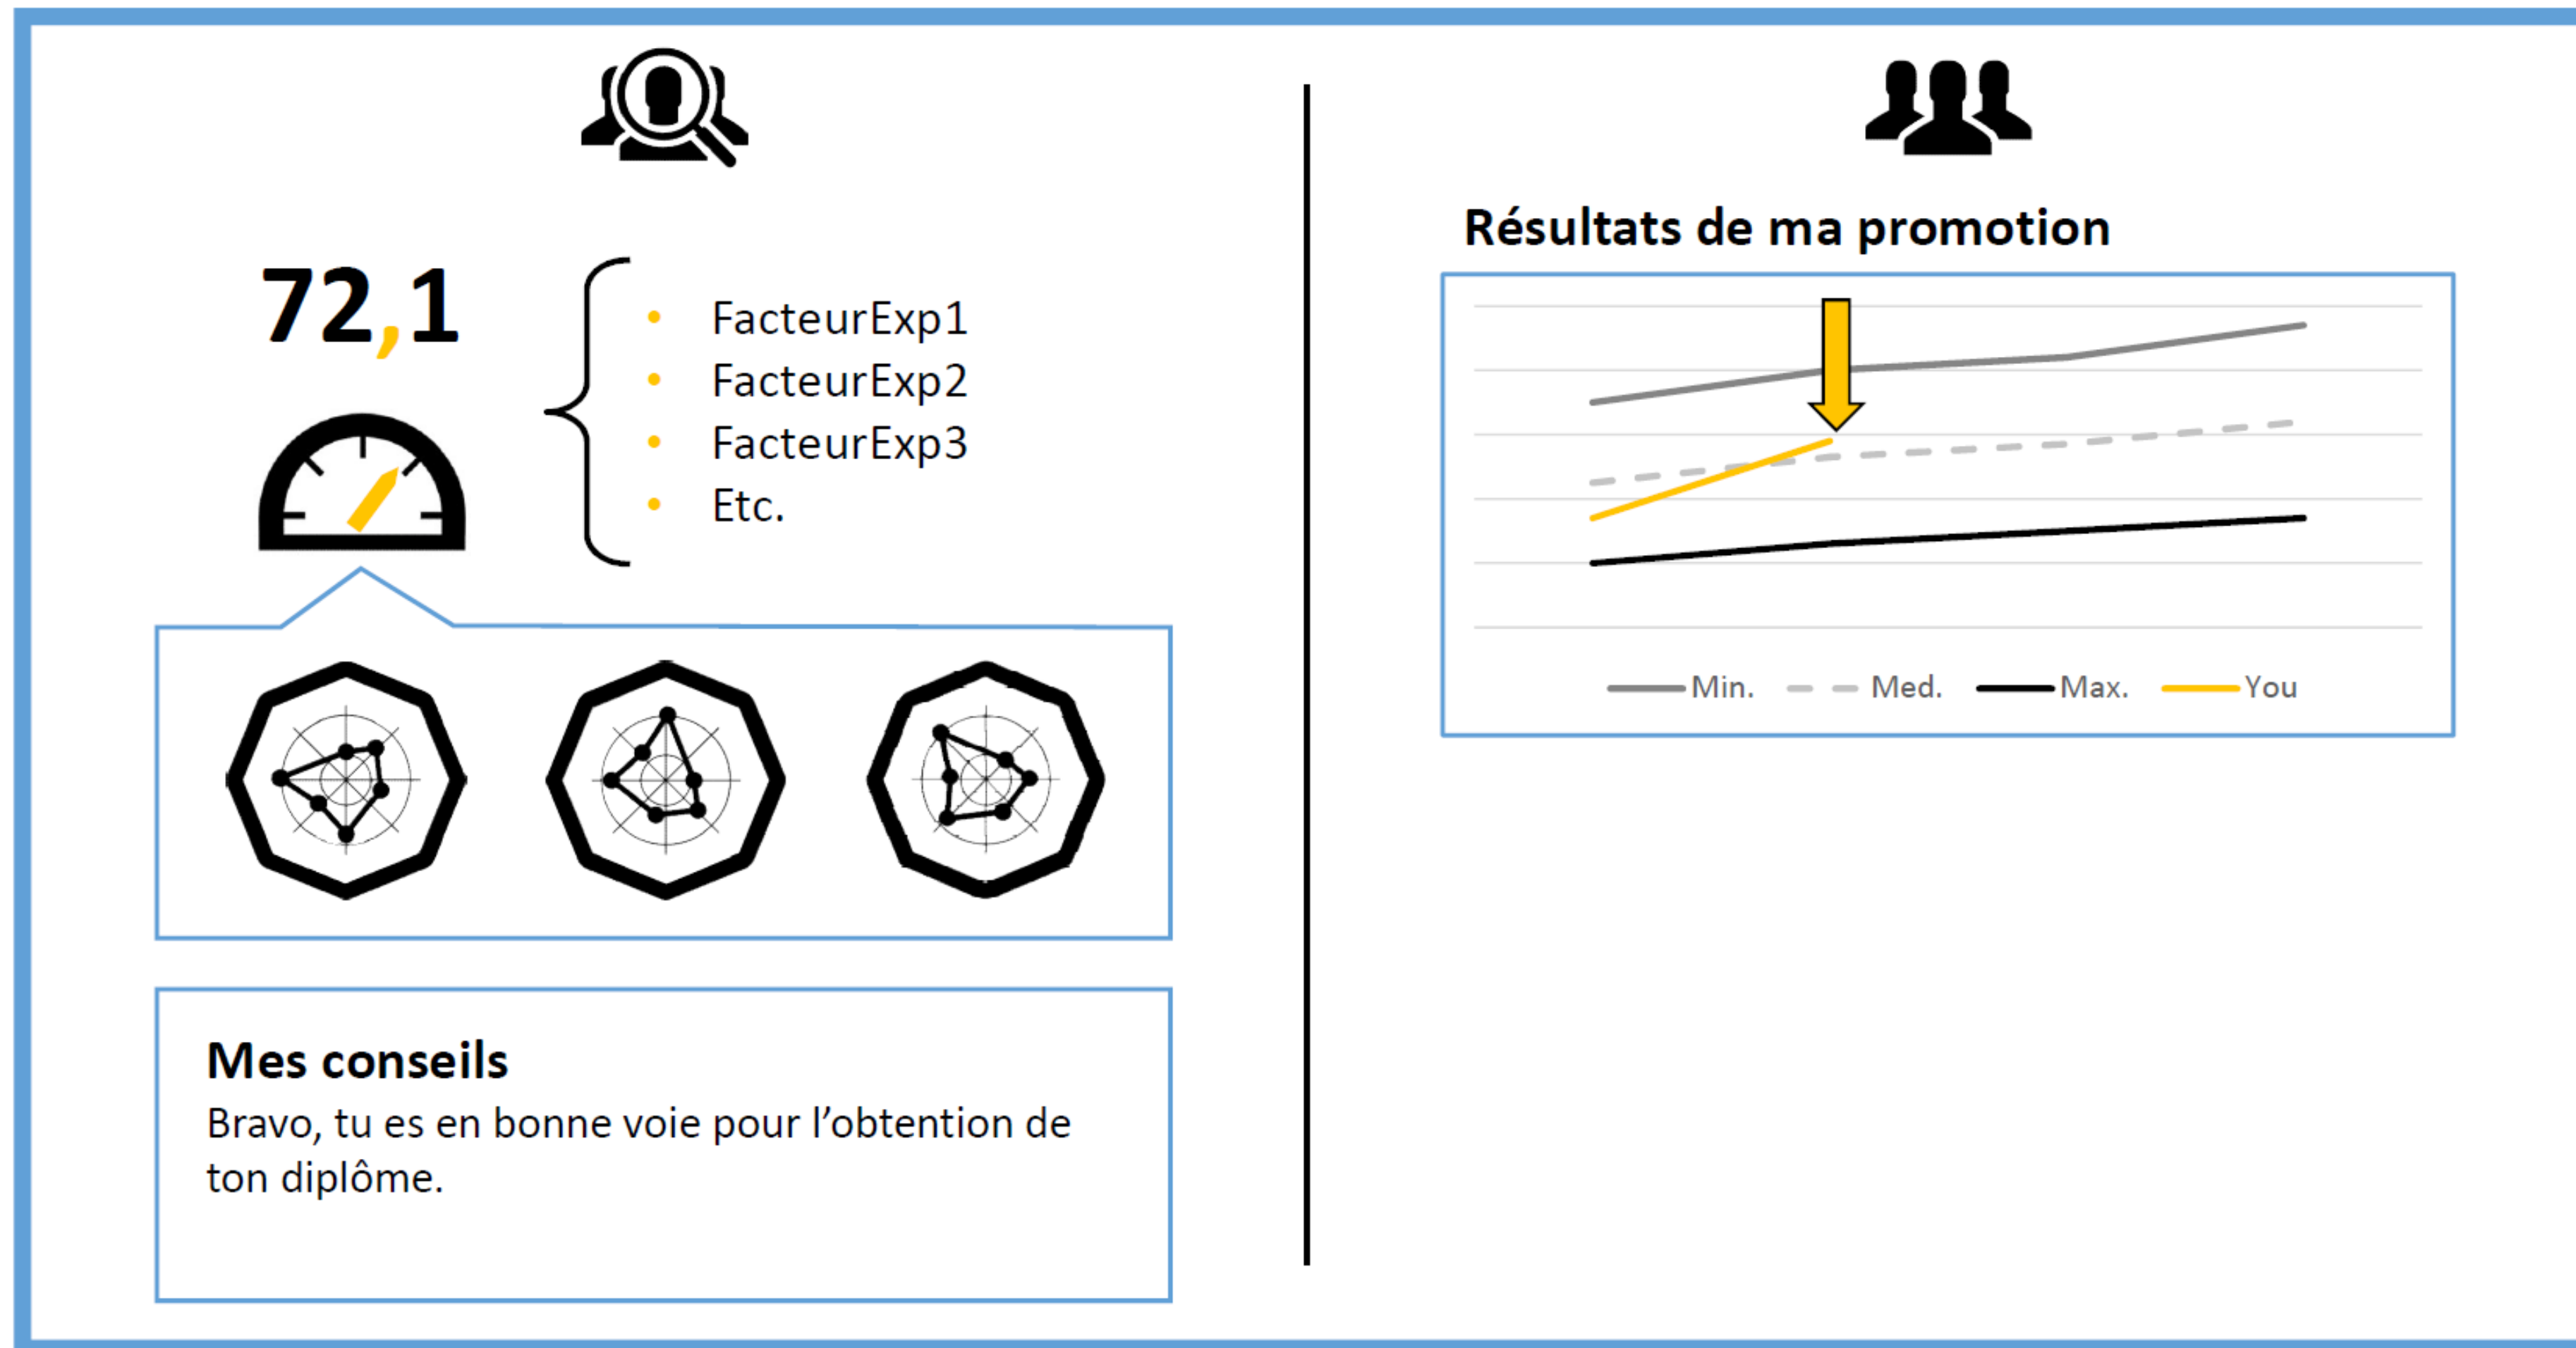 72,1
• FacteurExp1
• FacteurExp2
• FacteurExp3
• Etc.
Mes conseils
Bravo, tu es en bonne voie pour l’obtention de
ton diplôme.
Résultats de ma promotion
Min. Med. Max. You